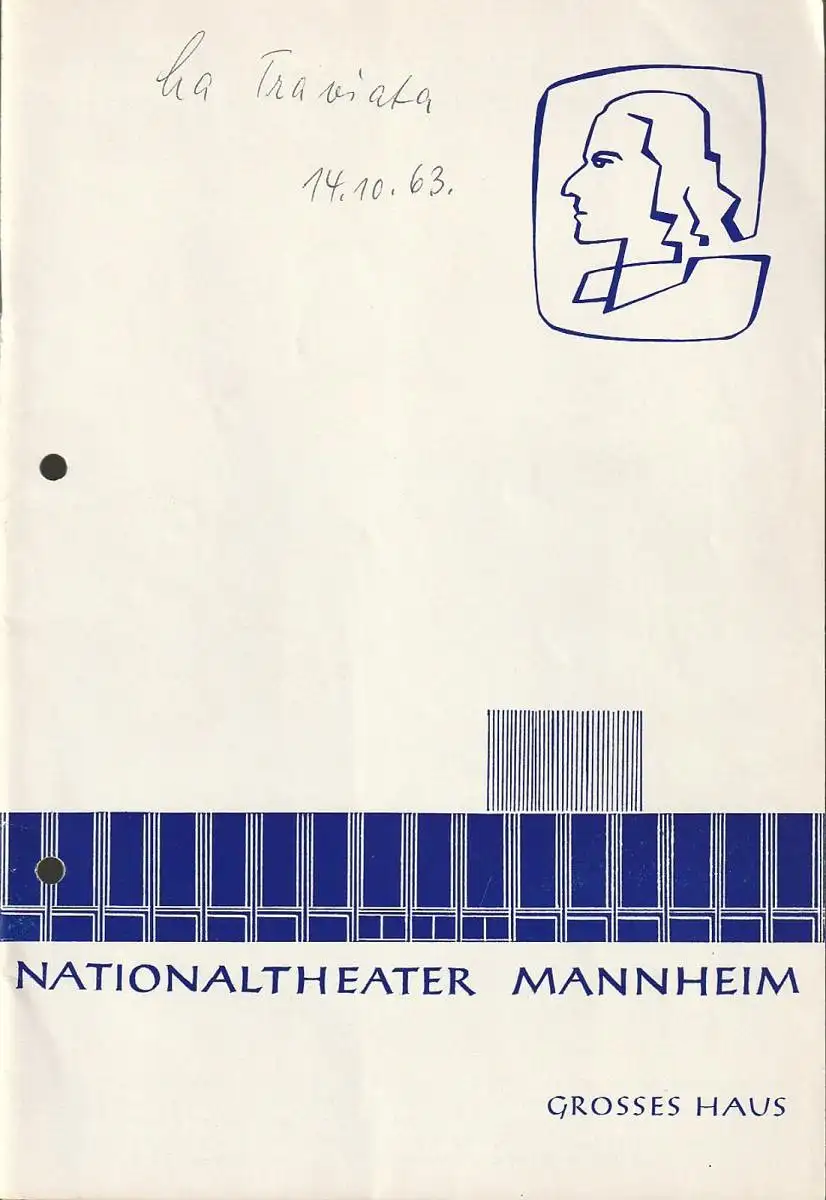 La Traviata
14.10.63.
NATIONALTHEATER MANNHEIM
GROSSES HAUS